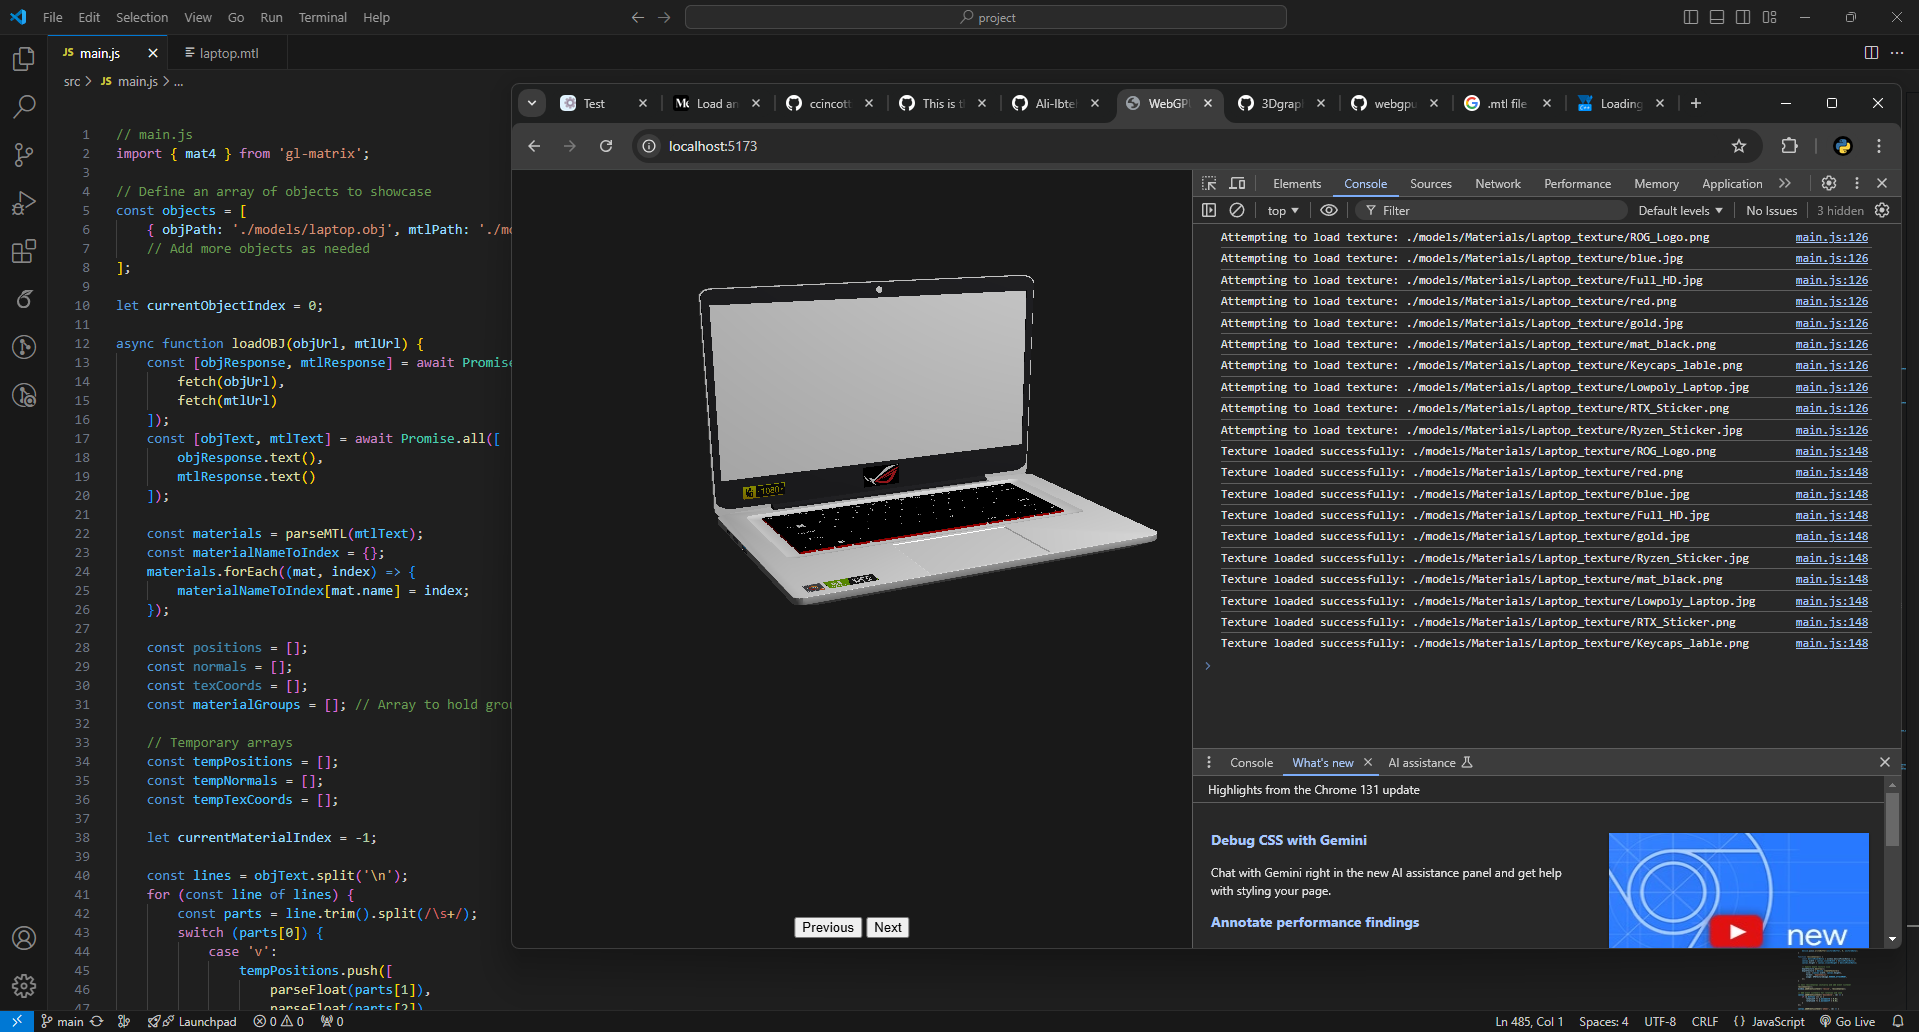 File Edit Selection View Go Run Terminal Help
project
JS main.js
laptop.mtl
src > JS main.js > ...
1 // main.js
2 import { mat4 } from 'gl-matrix';
3
4 // Define an array of objects to showcase
5 const objects = [
6 { objPath: './models/laptop.obj', mtlPath: './mo
7 // Add more objects as needed
8 ];
9
10 let currentObjectIndex = 0;
11
12 async function loadOBJ(objUrl, mtlUrl) {
13 const [objResponse, mtlResponse] = await Promise
14 fetch(objUrl),
15 fetch(mtlUrl)
16 ]);
17 const [objText, mtlText] = await Promise.all([
18 objResponse.text(),
19 mtlResponse.text()
20 ]);
21
22 const materials = parseMTL(mtlText);
23 const materialNameToIndex = {};
24 materials.forEach((mat, index) => {
25 materialNameToIndex[mat.name] = index;
26 });
27
28 const positions = [];
29 const normals = [];
30 const texCoords = [];
31 const materialGroups = []; // Array to hold grou
32
33 // Temporary arrays
34 const tempPositions = [];
35 const tempNormals = [];
36 const tempTexCoords = [];
37
38 let currentMaterialIndex = -1;
39
40 const lines = objText.split('\n');
41 for (const line of lines) {
42 const parts = line.trim().split(/\s+/);
43 switch (parts[0]) {
44 case 'v':
45 tempPositions.push([
46 parseFloat(parts[1]),
47 parseFloat(parts[2])
Test
Load an
ccincott
This is t
Ali-Ibtel
WebGPU
3Dgrap
webgpu
.mtl file
Loading
localhost:5173
Previous Next
Elements Console Sources Network Performance Memory Application
top Filter Default levels No Issues 3 hidden
Attempting to load texture: ./models/Materials/Laptop_texture/ROG_Logo.png main.js:126
Attempting to load texture: ./models/Materials/Laptop_texture/blue.jpg main.js:126
Attempting to load texture: ./models/Materials/Laptop_texture/Full_HD.jpg main.js:126
Attempting to load texture: ./models/Materials/Laptop_texture/red.png main.js:126
Attempting to load texture: ./models/Materials/Laptop_texture/gold.jpg main.js:126
Attempting to load texture: ./models/Materials/Laptop_texture/mat_black.png main.js:126
Attempting to load texture: ./models/Materials/Laptop_texture/Keycaps_lable.png main.js:126
Attempting to load texture: ./models/Materials/Laptop_texture/Lowpoly_Laptop.jpg main.js:126
Attempting to load texture: ./models/Materials/Laptop_texture/RTX_Sticker.png main.js:126
Attempting to load texture: ./models/Materials/Laptop_texture/Ryzen_Sticker.jpg main.js:126
Texture loaded successfully: ./models/Materials/Laptop_texture/ROG_Logo.png main.js:148
Texture loaded successfully: ./models/Materials/Laptop_texture/red.png main.js:148
Texture loaded successfully: ./models/Materials/Laptop_texture/blue.jpg main.js:148
Texture loaded successfully: ./models/Materials/Laptop_texture/Full_HD.jpg main.js:148
Texture loaded successfully: ./models/Materials/Laptop_texture/gold.jpg main.js:148
Texture loaded successfully: ./models/Materials/Laptop_texture/Ryzen_Sticker.jpg main.js:148
Texture loaded successfully: ./models/Materials/Laptop_texture/mat_black.png main.js:148
Texture loaded successfully: ./models/Materials/Laptop_texture/Lowpoly_Laptop.jpg main.js:148
Texture loaded successfully: ./models/Materials/Laptop_texture/RTX_Sticker.png main.js:148
Texture loaded successfully: ./models/Materials/Laptop_texture/Keycaps_lable.png main.js:148
Console What's new AI assistance
Highlights from the Chrome 131 update
Debug CSS with Gemini
Chat with Gemini right in the new AI assistance panel and get help
with styling your page.
Annotate performance findings
new
main Launchpad 0 0 0
Ln 485, Col 1 Spaces: 4 UTF-8 CRLF {} JavaScript Go Live